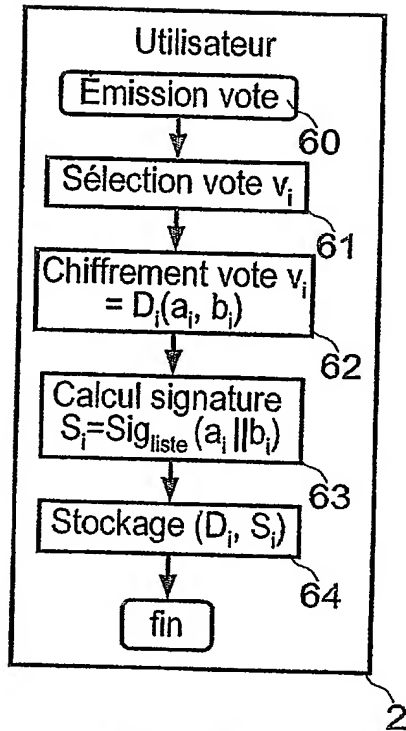 Utilisateur
Émission vote
60
Sélection vote vi
61
Chiffrement vote vi
= Di(ai, bi)
62
Calcul signature
Si=Sigliste (ai||bi)
63
Stockage (Di, Si)
64
fin
2